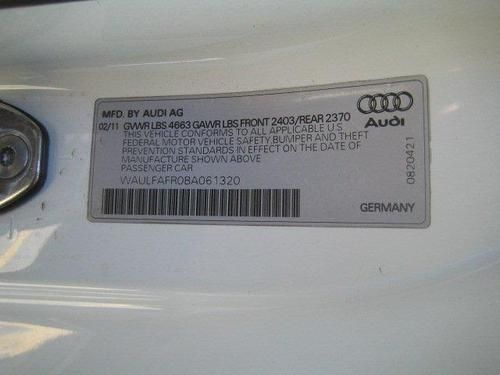 MFD. BY AUDI AG
02/11 GVWR LBS 4663 GAWR LBS FRONT 2403/REAR 2370
THIS VEHICLE CONFORMS TO ALL APPLICABLE U.S
FEDERAL MOTOR VEHICLE SAFETY, BUMPER AND THEFT
PREVENTION STANDARDS IN EFFECT ON THE DATE OF
MANUFACTURE SHOWN ABOVE
PASSENGER CAR
WAULFAFR0BA061320
Audi
GERMANY
0820421